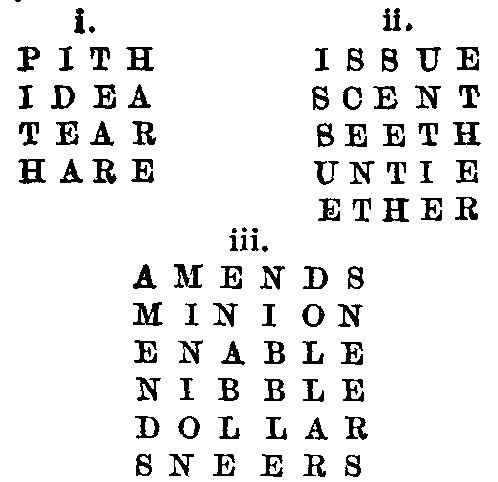 i.
P I T H
I D E A
T E A R
H A R E
ii.
I S S U E
S C E N T
S E E T H
U N T I E
E T H E R
iii.
A M E N D S
M I N I O N
E N A B L E
N I B B L E
D O L L A R
S N E E R S